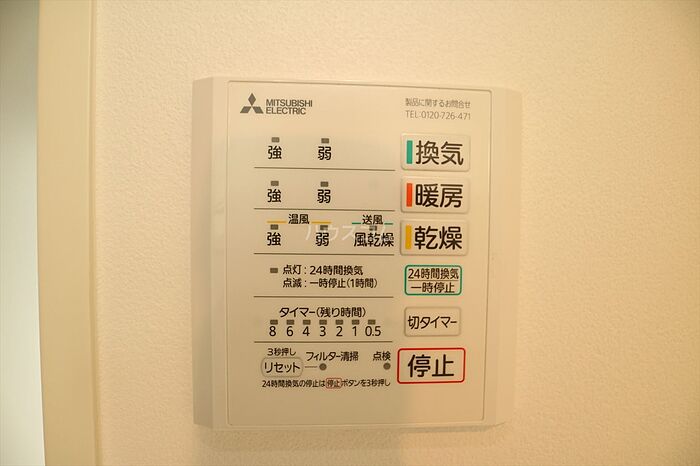 MITSUBISHI
ELECTRIC
製品に関するお問合せ
TEL:0120-726-471
強 弱 換気
強 弱 暖房
温風 送風
強 弱 風乾燥 乾燥
点灯:24時間換気
点滅:一時停止(1時間)
24時間換気
一時停止
タイマー(残り時間)
8 6 4 3 2 1 0.5
切タイマー
3秒押し
リセット フィルター清掃 点検
停止
24時間換気の停止は停止ボタンを3秒押し